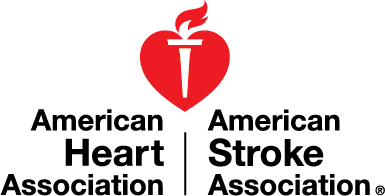 American
Heart
Association
American
Stroke
Association®